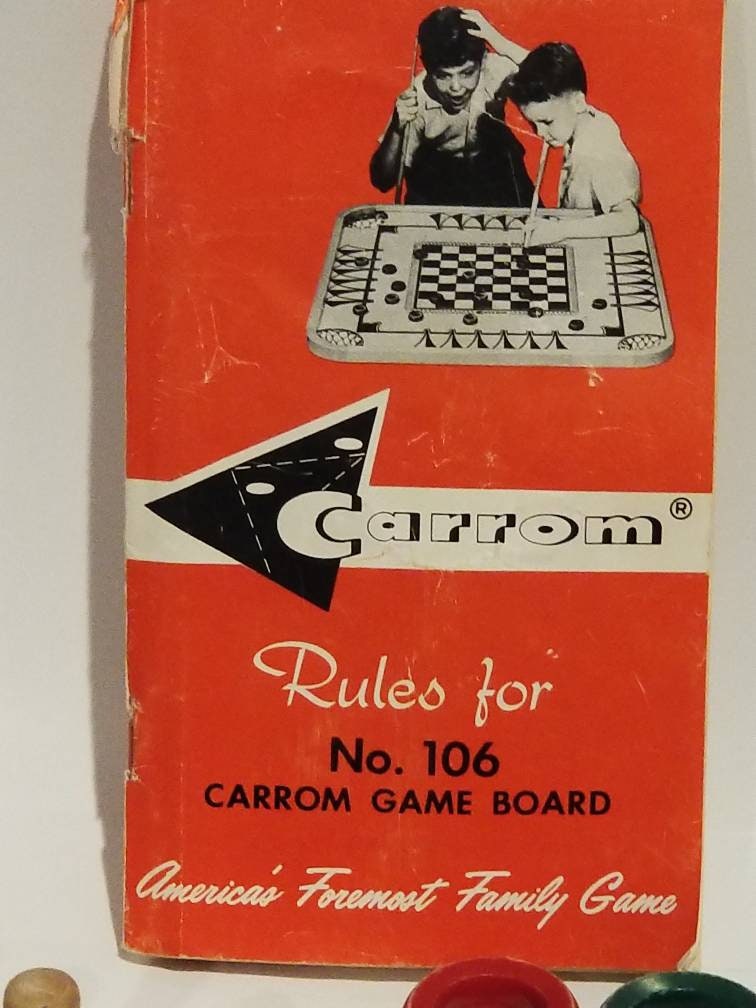 Carrom®
Rules for
No. 106
CARROM GAME BOARD
America's Foremost Family Game